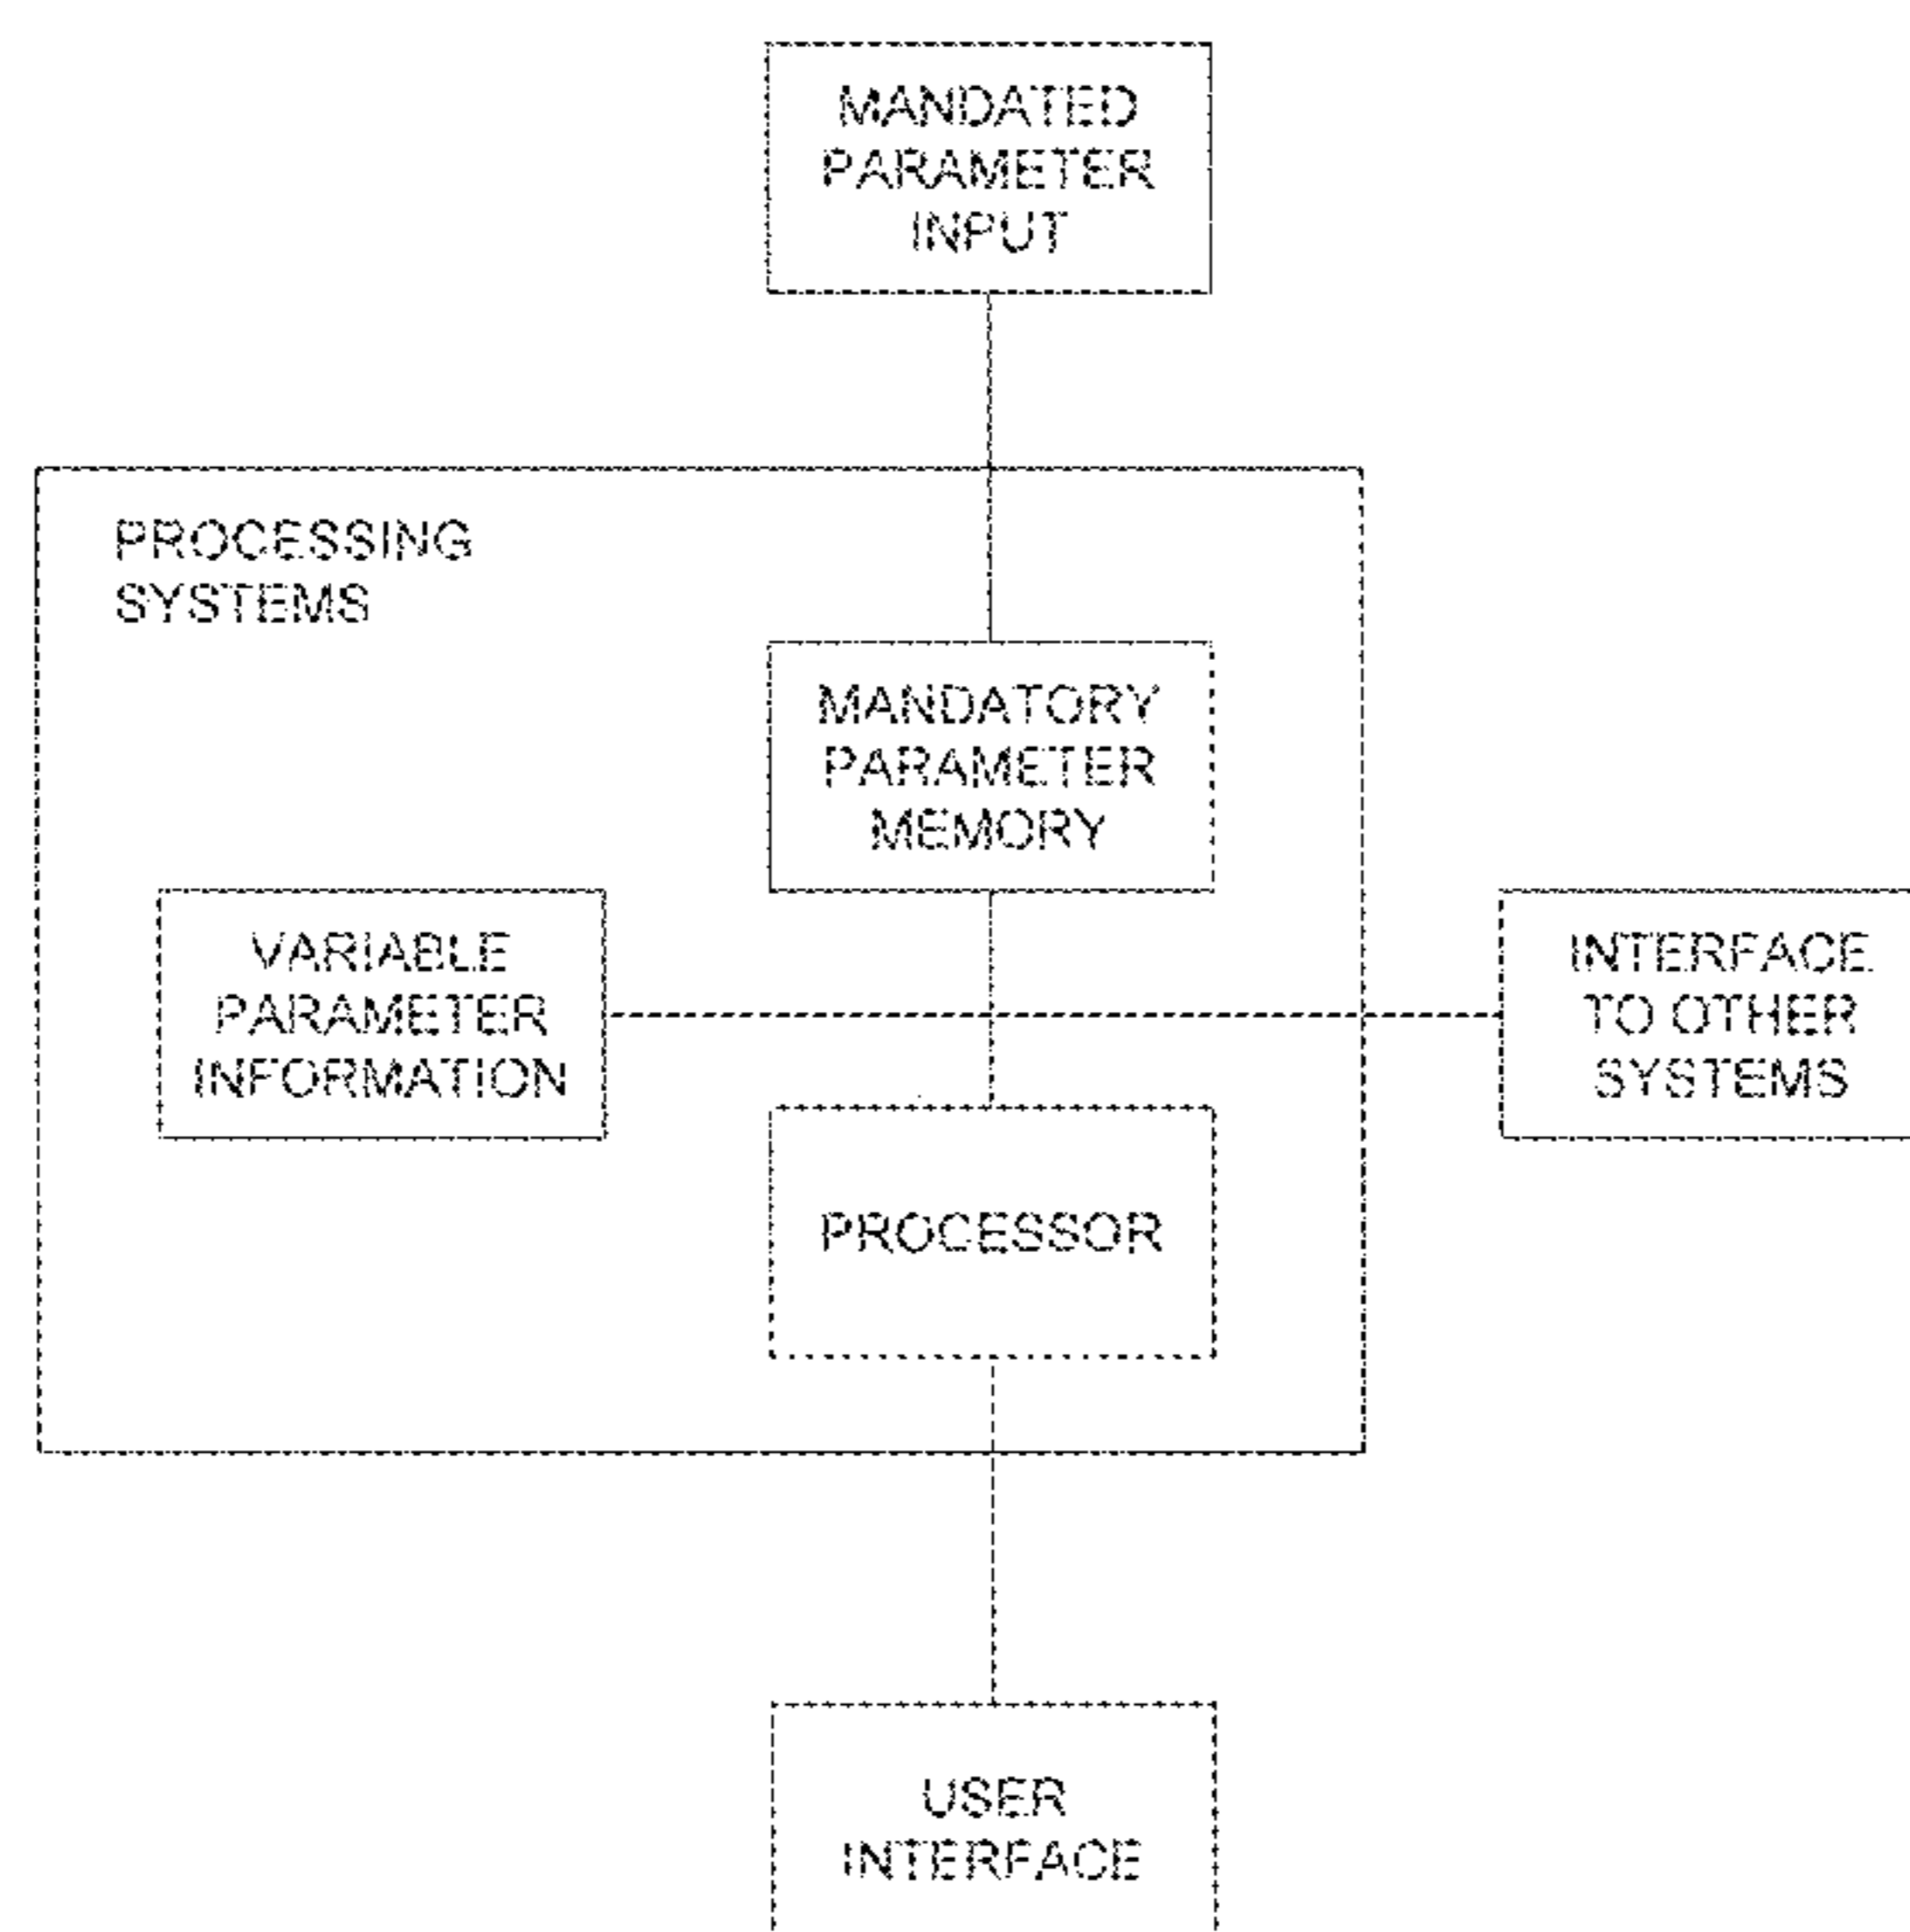 MANDATED
PARAMETER
INPUT
PROCESSING
SYSTEMS
MANDATORY
PARAMETER
MEMORY
VARIABLE
PARAMETER
INFORMATION
INTERFACE
TO OTHER
SYSTEMS
PROCESSOR
USER
INTERFACE